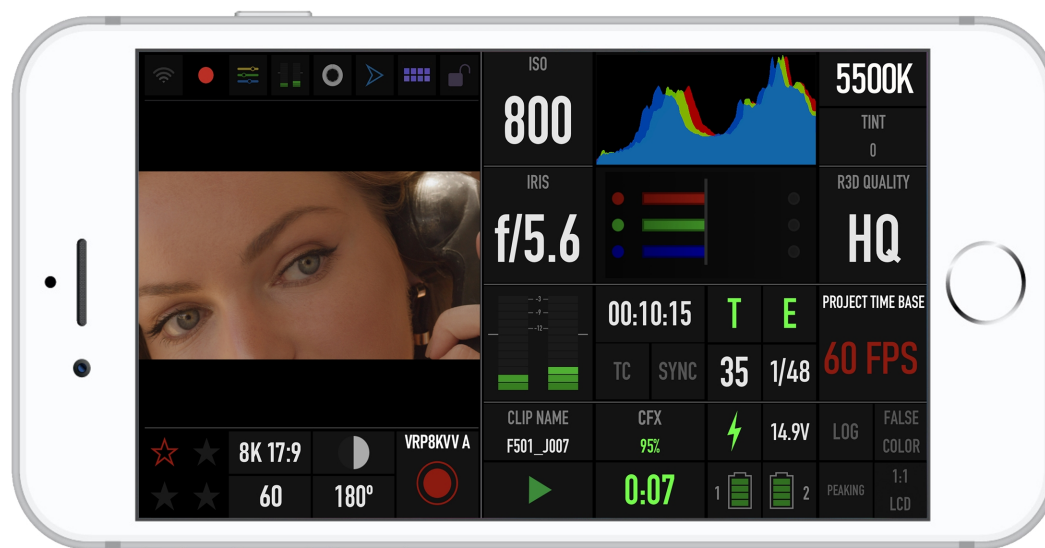 ISO
800
5500K
TINT
0
IRIS
f/5.6
R3D QUALITY
HQ
-3
-9
-12
00:10:15
T
E
PROJECT TIME BASE
60 FPS
TC
SYNC
35
1/48
CLIP NAME
F501_J007
CFX
95%
14.9V
LOG
FALSE
COLOR
8K 17:9
VRP8KVV A
60
180º
0:07
1
2
PEAKING
1:1
LCD